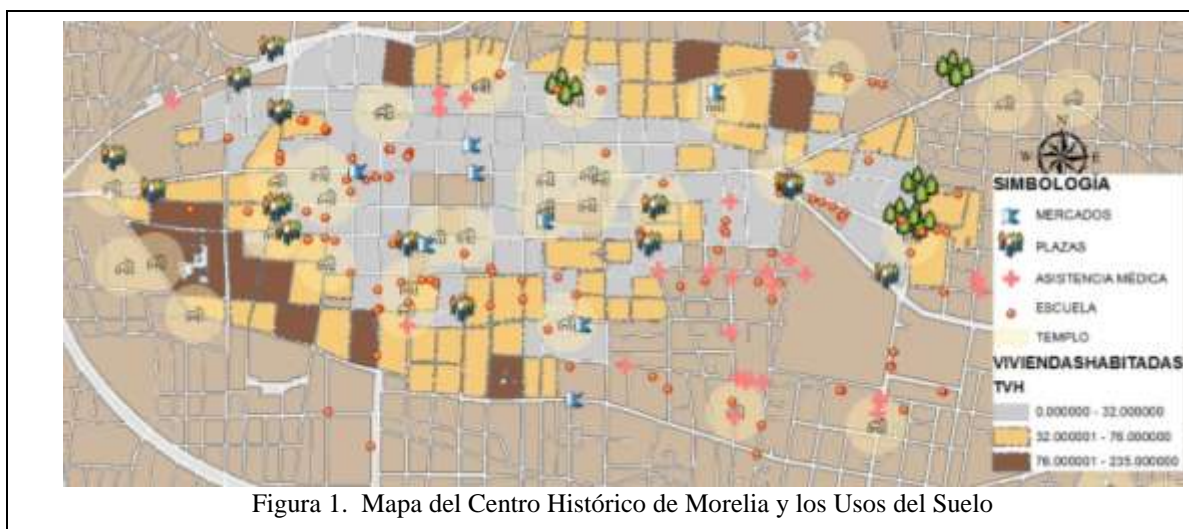 N
W E
SIMBOLOGÍA
MERCADOS
PLAZAS
ASISTENCIA MÉDICA
ESCUELA
TEMPLO
VIVIENDASHABITADAS
TVH
0.000000 - 32.000000
32.000001 - 76.000000
76.000001 - 235.000000
Figura 1. Mapa del Centro Histórico de Morelia y los Usos del Suelo